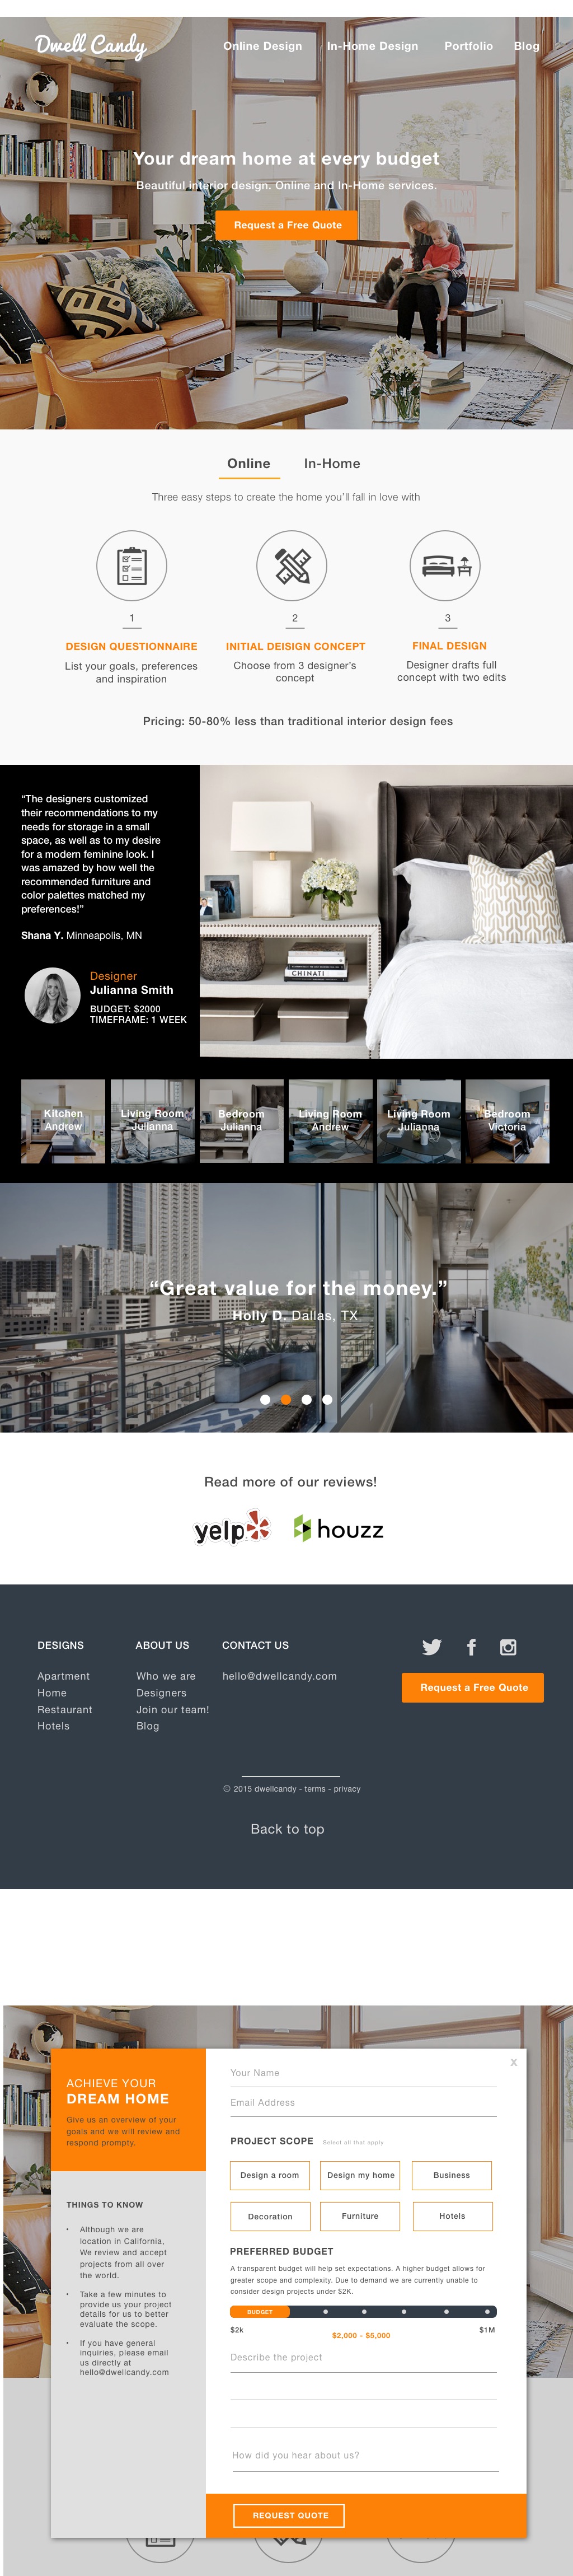 Dwell Candy
Online Design
In-Home Design
Portfolio
Blog
Your dream home at every budget
Beautiful interior design. Online and In-Home services.
Request a Free Quote
Online
In-Home
Three easy steps to create the home you'll fall in love with
1
2
3
DESIGN QUESTIONNAIRE
List your goals, preferences
and inspiration
INITIAL DEISIGN CONCEPT
Choose from 3 designer's
concept
FINAL DESIGN
Designer drafts full
concept with two edits
Pricing: 50-80% less than traditional interior design fees
"The designers customized
their recommendations to my
needs for storage in a small
space, as well as to my desire
for a modern feminine look. I
was amazed by how well the
recommended furniture and
color palettes matched my
preferences!"
Shana Y. Minneapolis, MN
Designer
Julianna Smith
BUDGET: $2000
TIMEFRAME: 1 WEEK
CHINATI
Kitchen
Andrew
Living Room
Julianna
Bedroom
Julianna
Living Room
Andrew
Living Room
Julianna
Bedroom
Victoria
"Great value for the money."
Holly D. Dallas, TX
Read more of our reviews!
yelp
houzz
DESIGNS
Apartment
Home
Restaurant
Hotels
ABOUT US
Who we are
Designers
Join our team!
Blog
CONTACT US
hello@dwellcandy.com
Request a Free Quote
© 2015 dwellcandy - terms - privacy
Back to top
X
ACHIEVE YOUR
DREAM HOME
Give us an overview of your
goals and we will review and
respond prompty.
THINGS TO KNOW
· Although we are
location in California,
We review and accept
projects from all over
the world.
· Take a few minutes to
provide us your project
details for us to better
evaluate the scope.
· If you have general
inquiries, please email
us directly at
hello@dwellcandy.com
Your Name
Email Address
PROJECT SCOPE Select all that apply
Design a room
Design my home
Business
Decoration
Furniture
Hotels
PREFERRED BUDGET
A transparent budget will help set expectations. A higher budget allows for
greater scope and complexity. Due to demand we are currently unable to
consider design projects under $2K.
BUDGET
$2k
$2,000 - $5,000
$1M
Describe the project
How did you hear about us?
REQUEST QUOTE